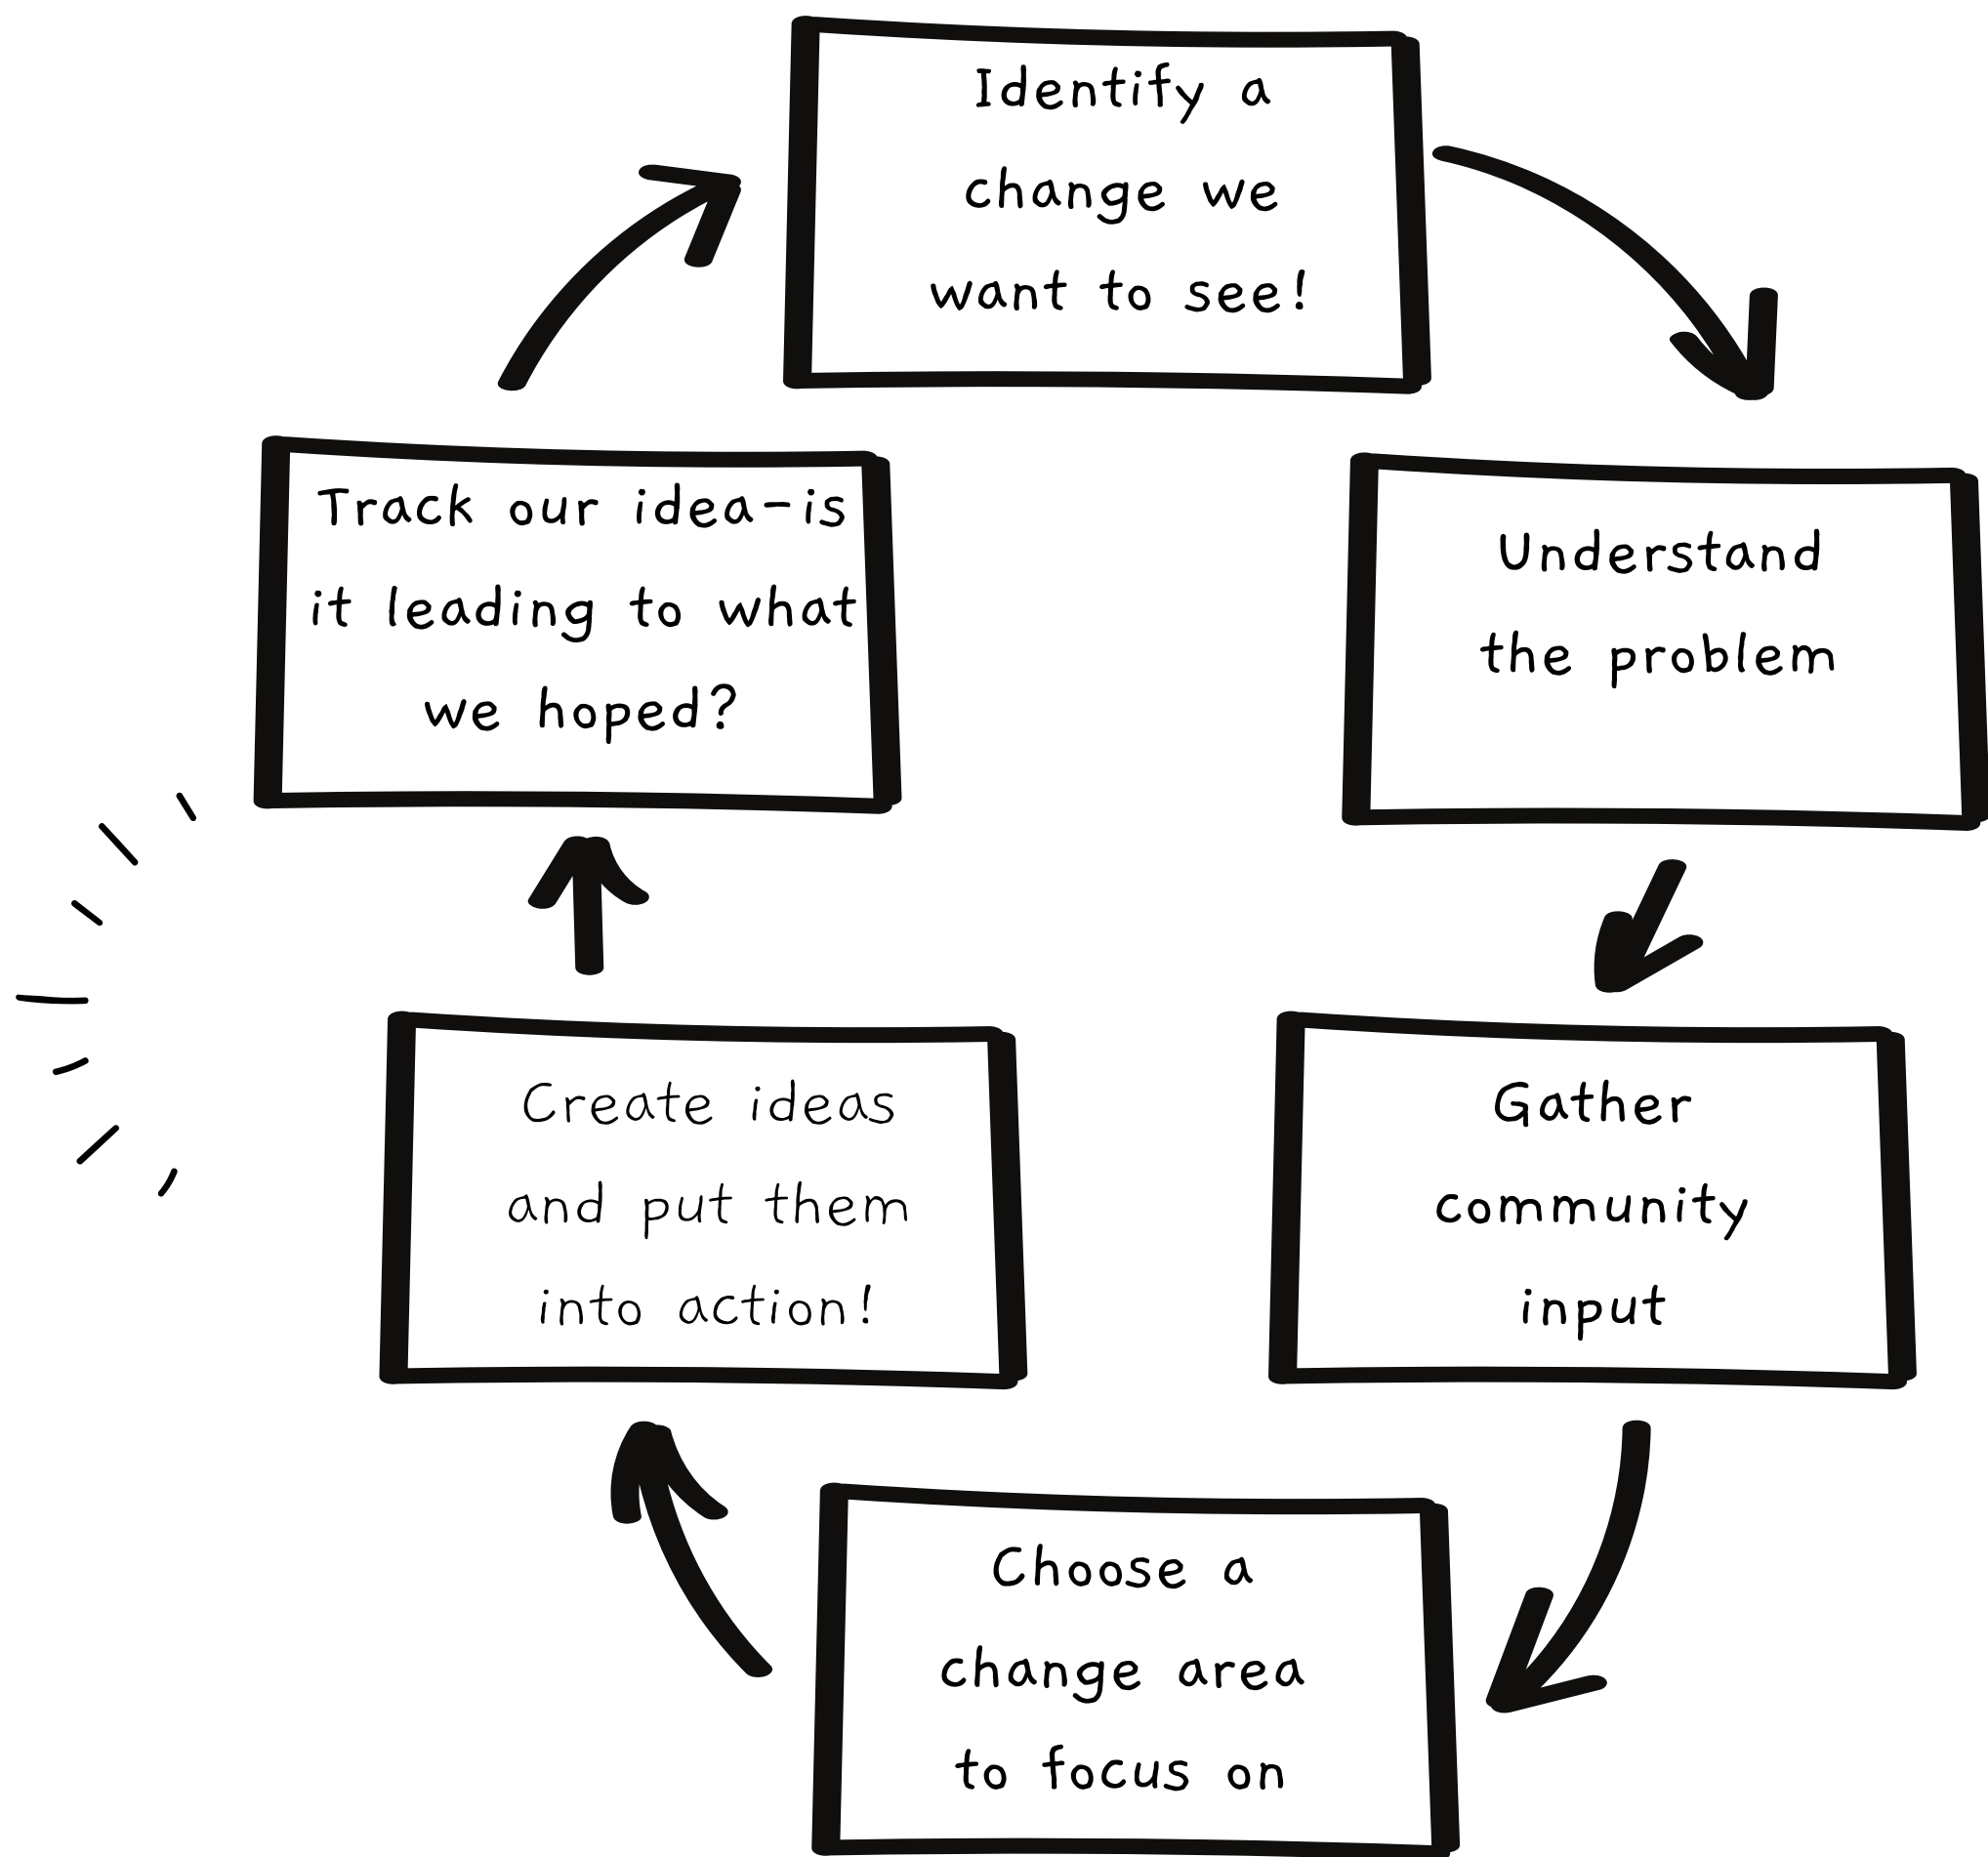 Identify a
change we
want to see!
Understand
the problem
Gather
community
input
Choose a
change area
to focus on
Create ideas
and put them
into action!
Track our idea-is
it leading to what
we hoped?